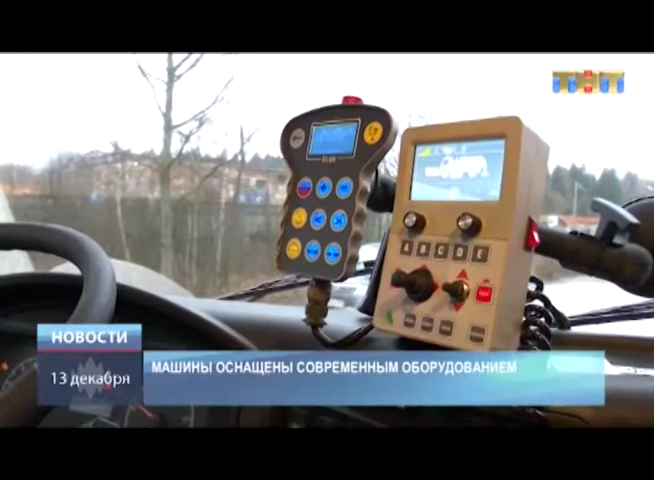 ТНТ
A B C D E
НОВОСТИ
13 декабря
МАШИНЫ ОСНАЩЕНЫ СОВРЕМЕННЫМ ОБОРУДОВАНИЕМ